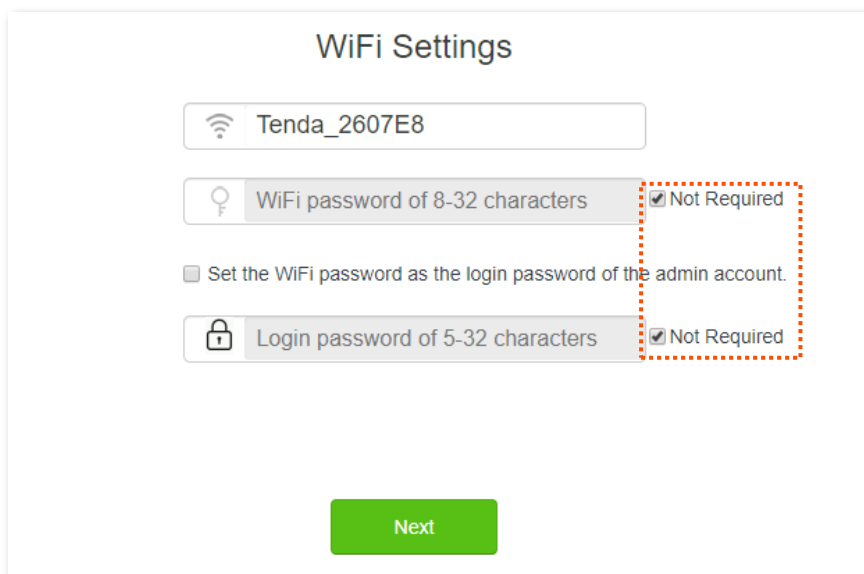 WiFi Settings
Tenda_2607E8
WiFi password of 8-32 characters Not Required
Set the WiFi password as the login password of the admin account.
Login password of 5-32 characters Not Required
Next